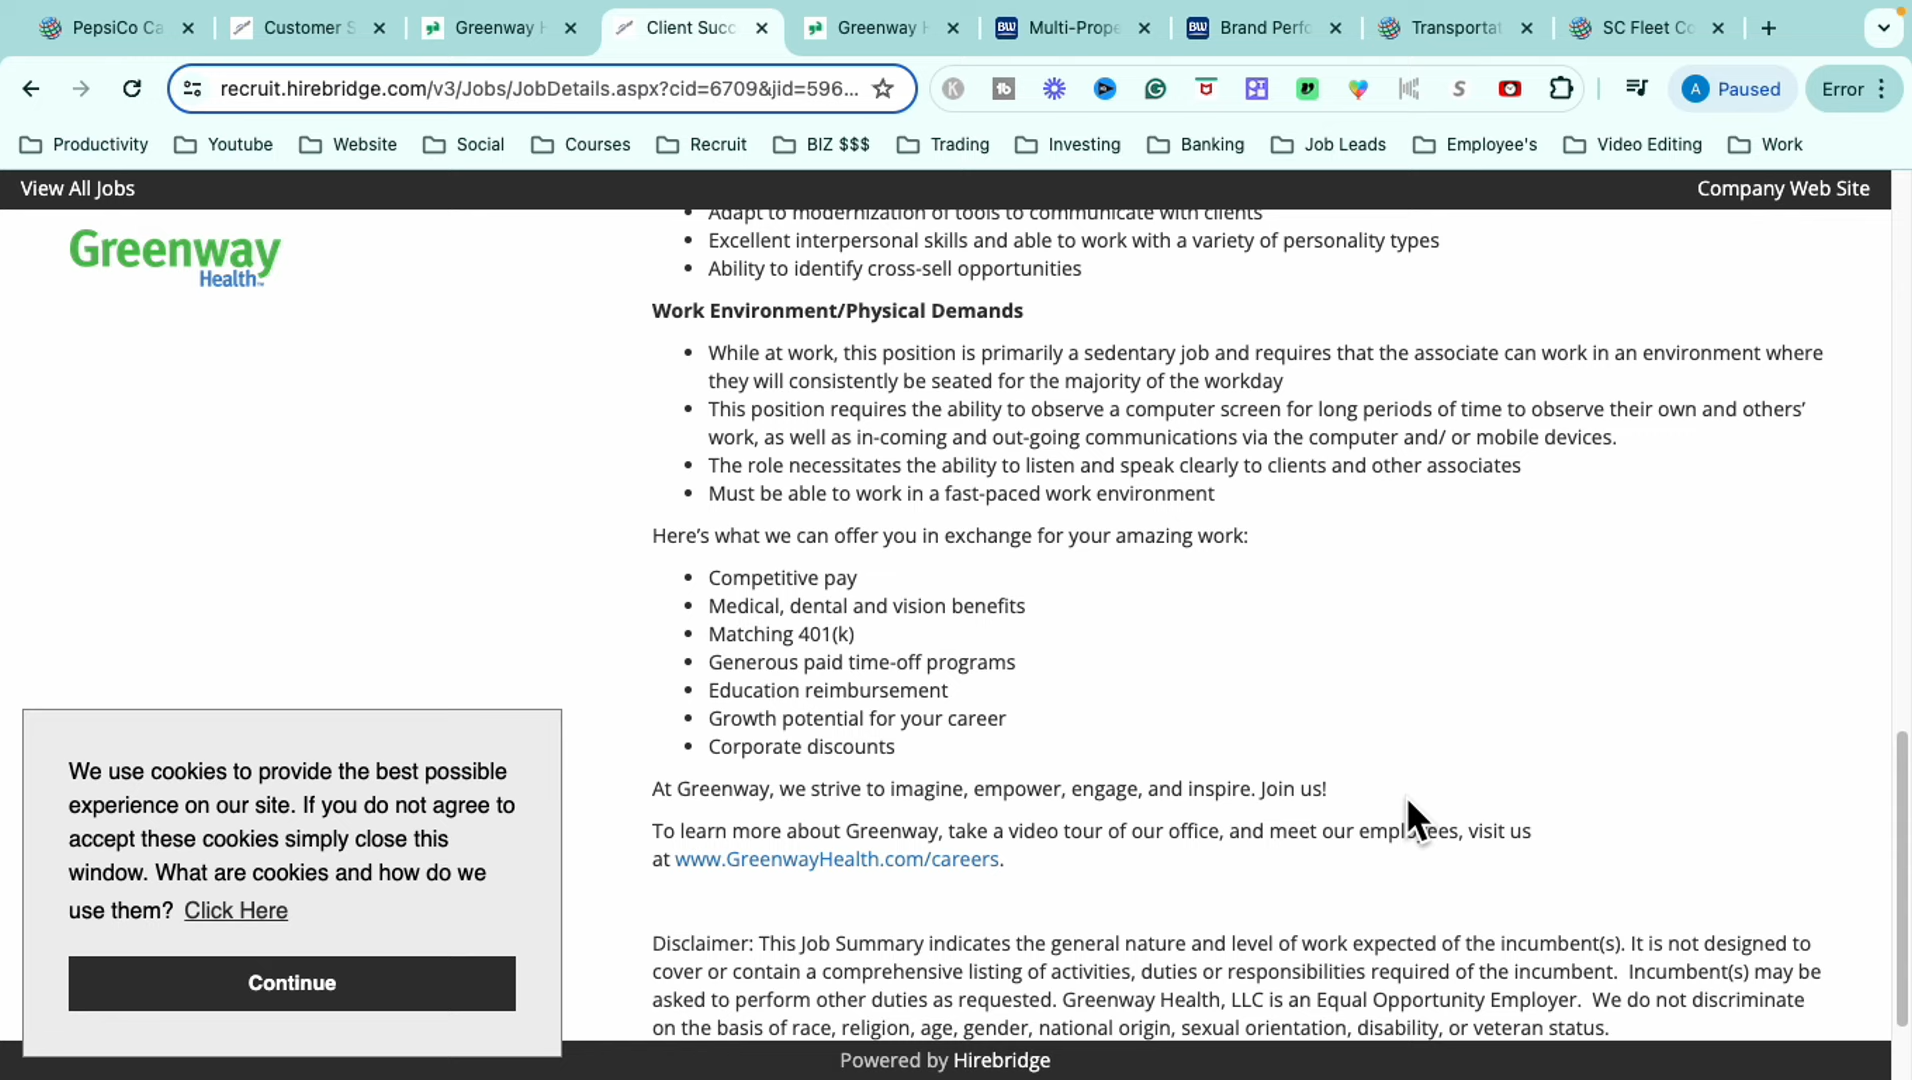 PepsiCo Ca
Customer S
Greenway H
Client Succ
Greenway H
Multi-Prope
Brand Perfo
Transportat
SC Fleet Co
recruit.hirebridge.com/v3/Jobs/JobDetails.aspx?cid=6709&jid=596...
A Paused
Error
Productivity
Youtube
Website
Social
Courses
Recruit
BIZ $$$
Trading
Investing
Banking
Job Leads
Employee's
Video Editing
Work
View All Jobs
Company Web Site
Greenway
Health™
• Adapt to modernization of tools to communicate with clients
• Excellent interpersonal skills and able to work with a variety of personality types
• Ability to identify cross-sell opportunities
Work Environment/Physical Demands
• While at work, this position is primarily a sedentary job and requires that the associate can work in an environment where
they will consistently be seated for the majority of the workday
• This position requires the ability to observe a computer screen for long periods of time to observe their own and others’
work, as well as in-coming and out-going communications via the computer and/ or mobile devices.
• The role necessitates the ability to listen and speak clearly to clients and other associates
• Must be able to work in a fast-paced work environment
Here’s what we can offer you in exchange for your amazing work:
• Competitive pay
• Medical, dental and vision benefits
• Matching 401(k)
• Generous paid time-off programs
• Education reimbursement
• Growth potential for your career
• Corporate discounts
At Greenway, we strive to imagine, empower, engage, and inspire. Join us!
To learn more about Greenway, take a video tour of our office, and meet our employees, visit us
at www.GreenwayHealth.com/careers.
Disclaimer: This Job Summary indicates the general nature and level of work expected of the incumbent(s). It is not designed to
cover or contain a comprehensive listing of activities, duties or responsibilities required of the incumbent. Incumbent(s) may be
asked to perform other duties as requested. Greenway Health, LLC is an Equal Opportunity Employer. We do not discriminate
on the basis of race, religion, age, gender, national origin, sexual orientation, disability, or veteran status.
We use cookies to provide the best possible
experience on our site. If you do not agree to
accept these cookies simply close this
window. What are cookies and how do we
use them? Click Here
Continue
Powered by Hirebridge